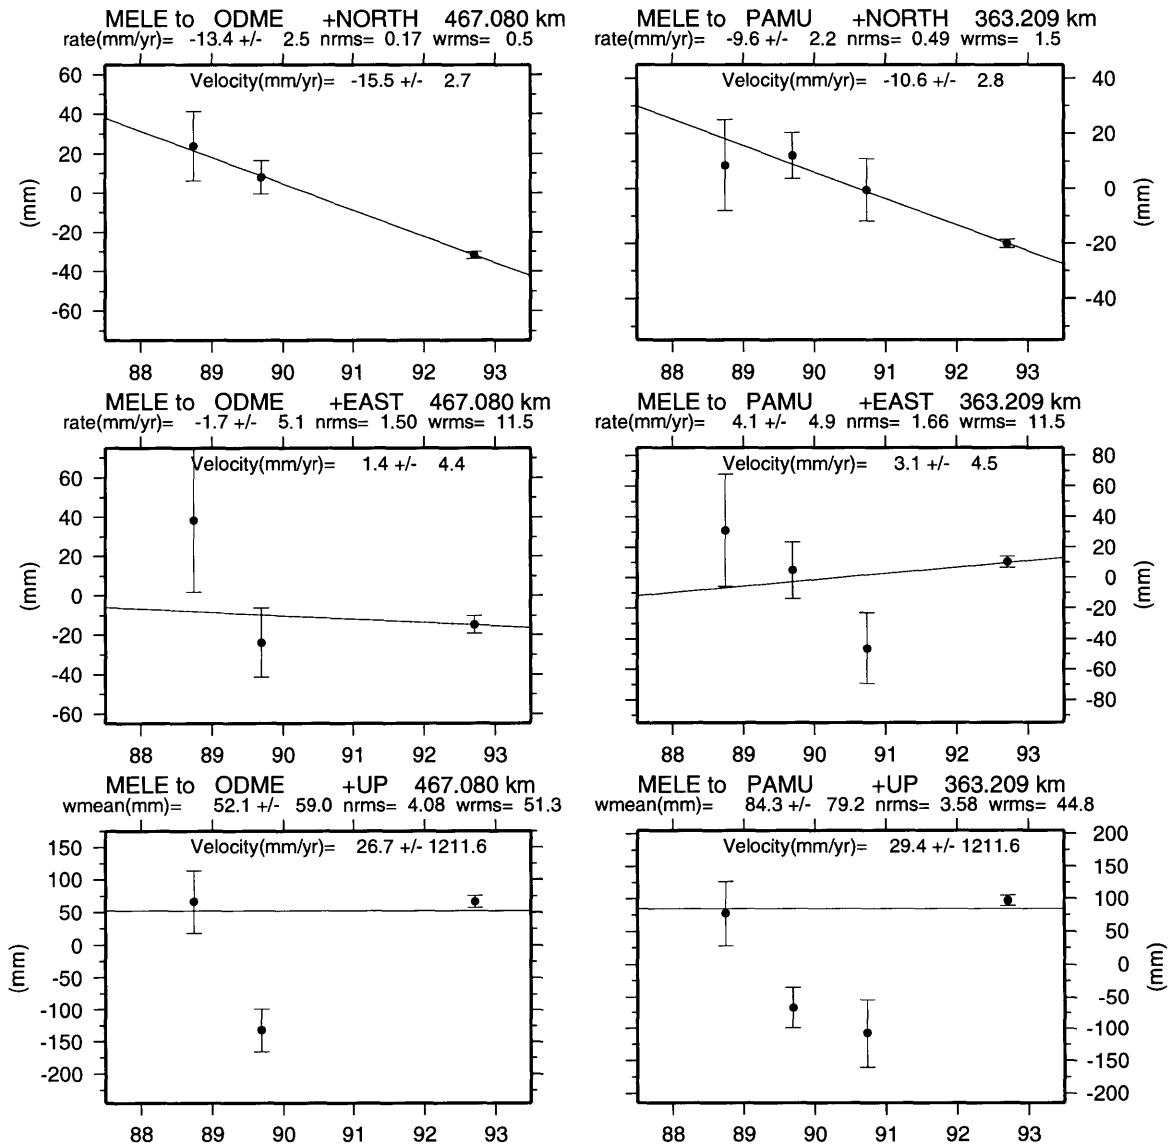 MELE to ODME +NORTH 467.080 km
rate(mm/yr)= -13.4 +/- 2.5 nrms= 0.17 wrms= 0.5
Velocity(mm/yr)= -15.5 +/- 2.7
60
40
20
0
-20
-40
-60
(mm)
88 89 90 91 92 93
MELE to PAMU +NORTH 363.209 km
rate(mm/yr)= -9.6 +/- 2.2 nrms= 0.49 wrms= 1.5
Velocity(mm/yr)= -10.6 +/- 2.8
40
20
0
-20
-40
(mm)
88 89 90 91 92 93
MELE to ODME +EAST 467.080 km
rate(mm/yr)= -1.7 +/- 5.1 nrms= 1.50 wrms= 11.5
Velocity(mm/yr)= 1.4 +/- 4.4
60
40
20
0
-20
-40
-60
(mm)
88 89 90 91 92 93
MELE to PAMU +EAST 363.209 km
rate(mm/yr)= 4.1 +/- 4.9 nrms= 1.66 wrms= 11.5
Velocity(mm/yr)= 3.1 +/- 4.5
80
60
40
20
0
-20
-40
-60
-80
(mm)
88 89 90 91 92 93
MELE to ODME +UP 467.080 km
wmean(mm)= 52.1 +/- 59.0 nrms= 4.08 wrms= 51.3
Velocity(mm/yr)= 26.7 +/- 1211.6
150
100
50
0
-50
-100
-150
-200
(mm)
88 89 90 91 92 93
MELE to PAMU +UP 363.209 km
wmean(mm)= 84.3 +/- 79.2 nrms= 3.58 wrms= 44.8
Velocity(mm/yr)= 29.4 +/- 1211.6
200
150
100
50
0
-50
-100
-150
-200
(mm)
88 89 90 91 92 93